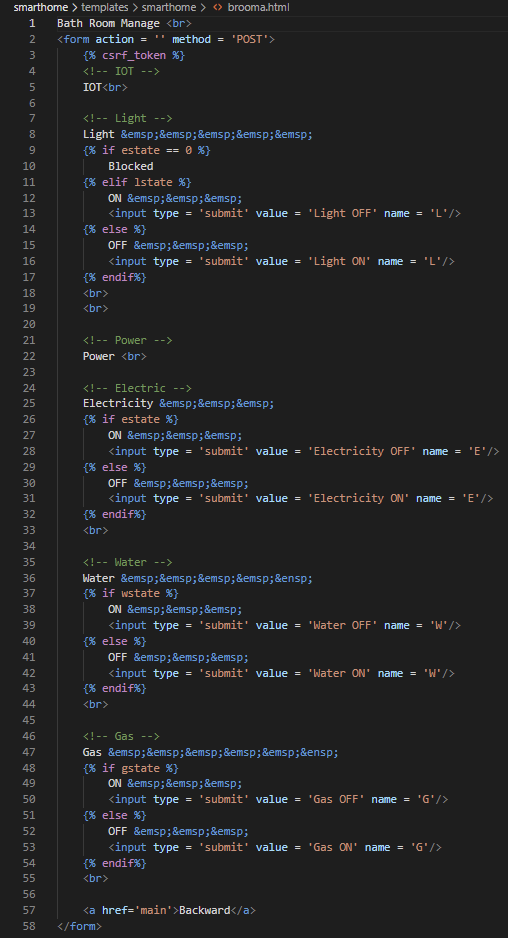 smarthome > templates > smarthome > <> brooma.html
1 Bath Room Manage <br>
2 <form action = '' method = 'POST'>
3 {% csrf_token %}
4 <!-- IOT -->
5 IOT<br>
6
7 <!-- Light -->
8 Light &emsp;&emsp;&emsp;&emsp;&emsp;
9 {% if estate == 0 %}
10 Blocked
11 {% elif lstate %}
12 ON &emsp;&emsp;&emsp;
13 <input type = 'submit' value = 'Light OFF' name = 'L'/>
14 {% else %}
15 OFF &emsp;&emsp;&emsp;
16 <input type = 'submit' value = 'Light ON' name = 'L'/>
17 {% endif%}
18 <br>
19 <br>
20
21 <!-- Power -->
22 Power <br>
23
24 <!-- Electric -->
25 Electricity &emsp;&emsp;&emsp;
26 {% if estate %}
27 ON &emsp;&emsp;&emsp;
28 <input type = 'submit' value = 'Electricity OFF' name = 'E'/>
29 {% else %}
30 OFF &emsp;&emsp;&emsp;
31 <input type = 'submit' value = 'Electricity ON' name = 'E'/>
32 {% endif%}
33 <br>
34
35 <!-- Water -->
36 Water &emsp;&emsp;&emsp;&emsp;&ensp;
37 {% if wstate %}
38 ON &emsp;&emsp;&emsp;
39 <input type = 'submit' value = 'Water OFF' name = 'W'/>
40 {% else %}
41 OFF &emsp;&emsp;&emsp;
42 <input type = 'submit' value = 'Water ON' name = 'W'/>
43 {% endif%}
44 <br>
45
46 <!-- Gas -->
47 Gas &emsp;&emsp;&emsp;&emsp;&emsp;&ensp;
48 {% if gstate %}
49 ON &emsp;&emsp;&emsp;
50 <input type = 'submit' value = 'Gas OFF' name = 'G'/>
51 {% else %}
52 OFF &emsp;&emsp;&emsp;
53 <input type = 'submit' value = 'Gas ON' name = 'G'/>
54 {% endif%}
55 <br>
56
57 <a href='main'>Backward</a>
58 </form>